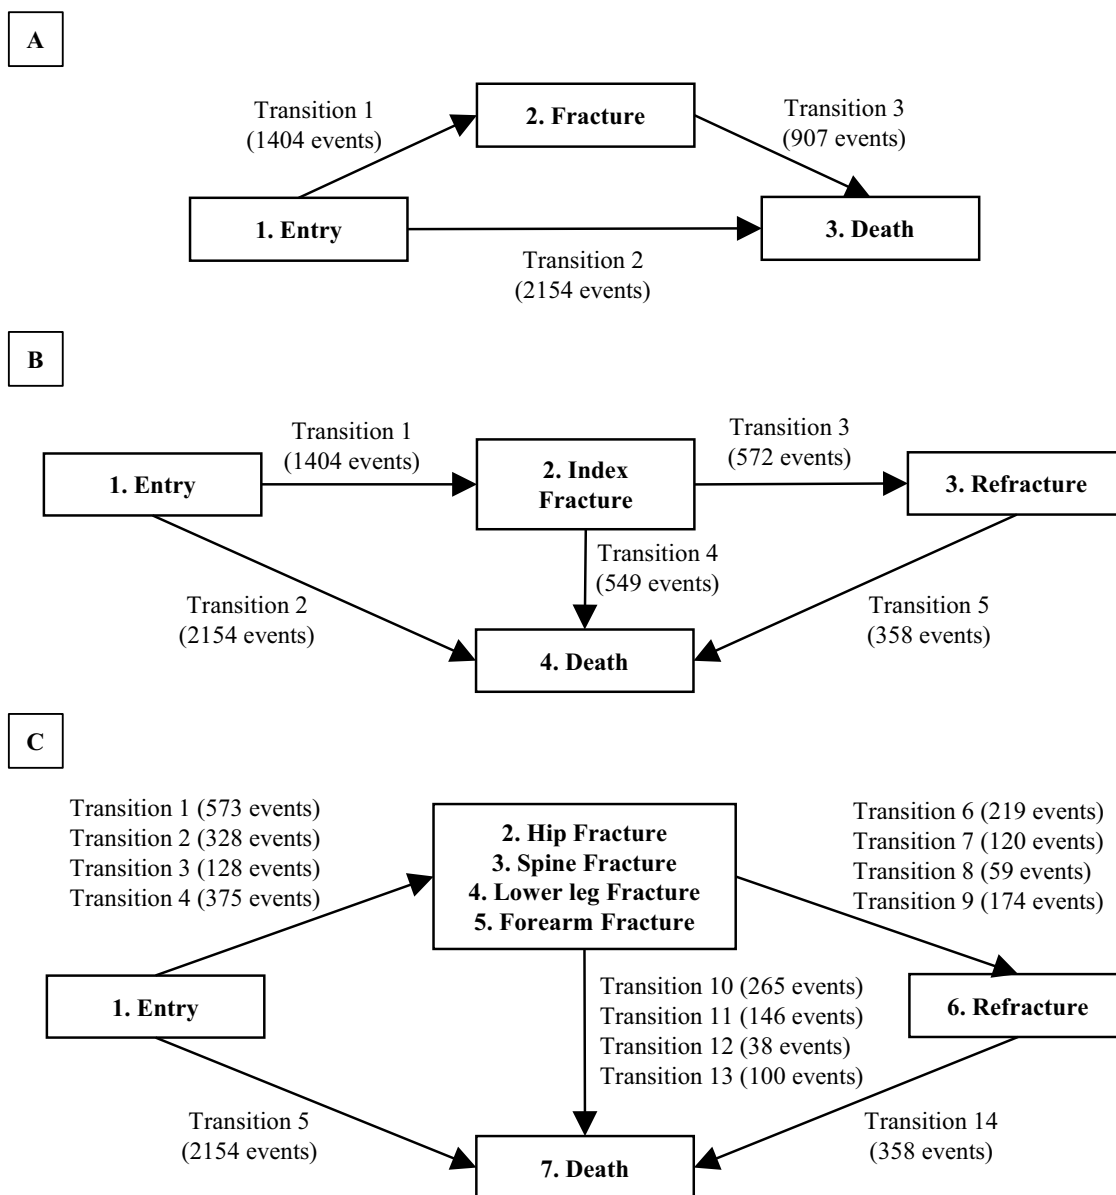 A
Transition 1
(1404 events)
2. Fracture
Transition 3
(907 events)
1. Entry
3. Death
Transition 2
(2154 events)
B
Transition 1
(1404 events)
Transition 3
(572 events)
1. Entry
2. Index
Fracture
3. Refracture
Transition 4
(549 events)
Transition 2
(2154 events)
Transition 5
(358 events)
4. Death
C
Transition 1 (573 events)
Transition 2 (328 events)
Transition 3 (128 events)
Transition 4 (375 events)
2. Hip Fracture
3. Spine Fracture
4. Lower leg Fracture
5. Forearm Fracture
Transition 6 (219 events)
Transition 7 (120 events)
Transition 8 (59 events)
Transition 9 (174 events)
1. Entry
Transition 10 (265 events)
Transition 11 (146 events)
Transition 12 (38 events)
Transition 13 (100 events)
6. Refracture
Transition 5
(2154 events)
Transition 14
(358 events)
7. Death